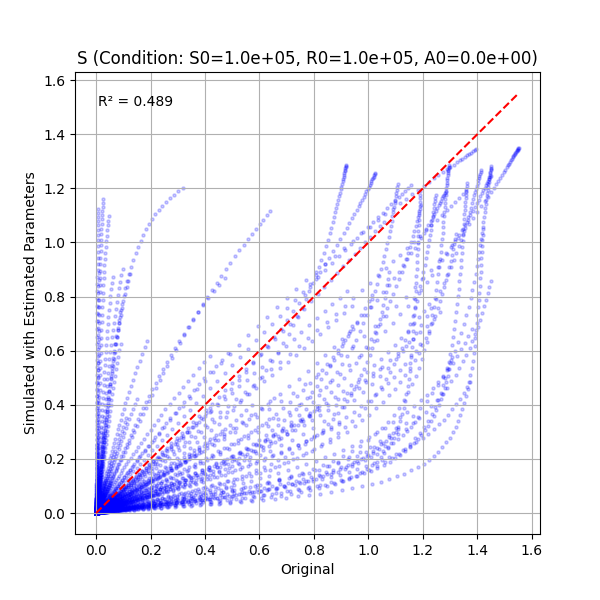 S (Condition: S0=1.0e+05, R0=1.0e+05, A0=0.0e+00)
R² = 0.489
1.6
1.4
1.2
1.0
0.8
0.6
0.4
0.2
0.0
Simulated with Estimated Parameters
0.0 0.2 0.4 0.6 0.8 1.0 1.2 1.4 1.6
Original